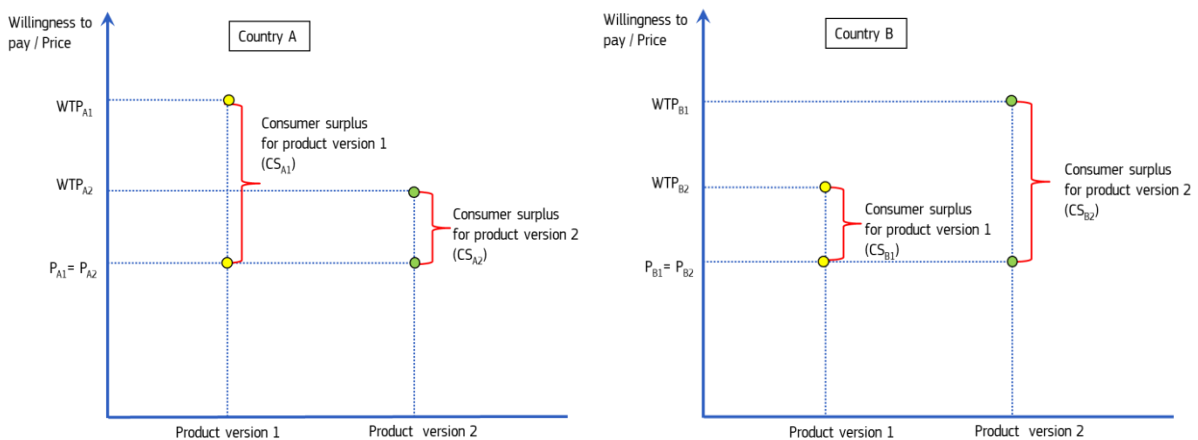 Willingness to
pay / Price
Country A
WTPA1
Consumer surplus
for product version 1
(CSA1)
WTPA2
Consumer surplus
for product version 2
(CSA2)
PA1= PA2
Product version 1
Product version 2
Willingness to
pay / Price
Country B
WTPB1
Consumer surplus
for product version 2
(CSB2)
WTPB2
Consumer surplus
for product version 1
(CSB1)
PB1= PB2
Product version 1
Product version 2